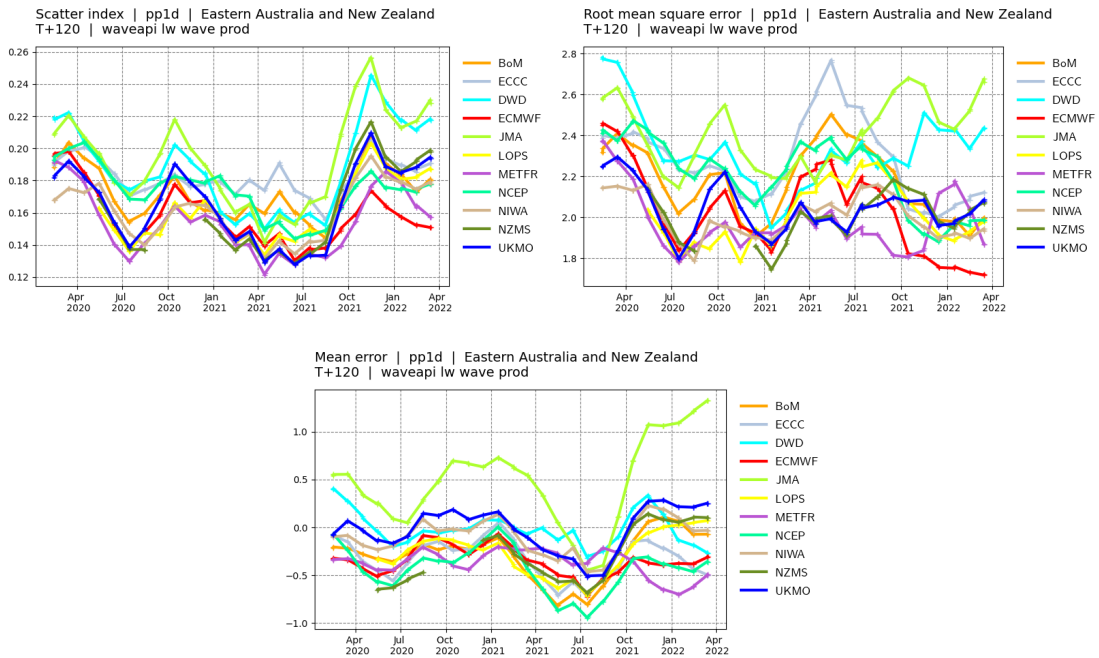 Scatter index | pp1d | Eastern Australia and New Zealand
T+120 | waveapi lw wave prod
0.26
0.24
0.22
0.20
0.18
0.16
0.14
0.12
Apr 2020
Jul 2020
Oct 2020
Jan 2021
Apr 2021
Jul 2021
Oct 2021
Jan 2022
Apr 2022
BoM
ECCC
DWD
ECMWF
JMA
LOPS
METFR
NCEP
NIWA
NZMS
UKMO
Root mean square error | pp1d | Eastern Australia and New Zealand
T+120 | waveapi lw wave prod
2.8
2.6
2.4
2.2
2.0
1.8
Apr 2020
Jul 2020
Oct 2020
Jan 2021
Apr 2021
Jul 2021
Oct 2021
Jan 2022
Apr 2022
BoM
ECCC
DWD
ECMWF
JMA
LOPS
METFR
NCEP
NIWA
NZMS
UKMO
Mean error | pp1d | Eastern Australia and New Zealand
T+120 | waveapi lw wave prod
1.0
0.5
0.0
−0.5
−1.0
Apr 2020
Jul 2020
Oct 2020
Jan 2021
Apr 2021
Jul 2021
Oct 2021
Jan 2022
Apr 2022
BoM
ECCC
DWD
ECMWF
JMA
LOPS
METFR
NCEP
NIWA
NZMS
UKMO